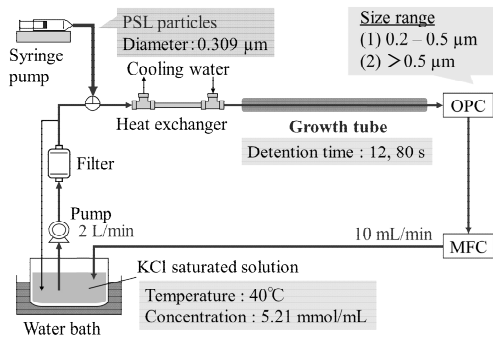 PSL particles
Diameter : 0.309 µm
Size range
(1) 0.2 – 0.5 µm
(2) ＞0.5 µm
Syringe
pump
Cooling water
OPC
Heat exchanger
Growth tube
Detention time : 12, 80 s
Filter
Pump
2 L/min
10 mL/min
MFC
KCl saturated solution
Temperature : 40℃
Concentration : 5.21 mmol/mL
Water bath